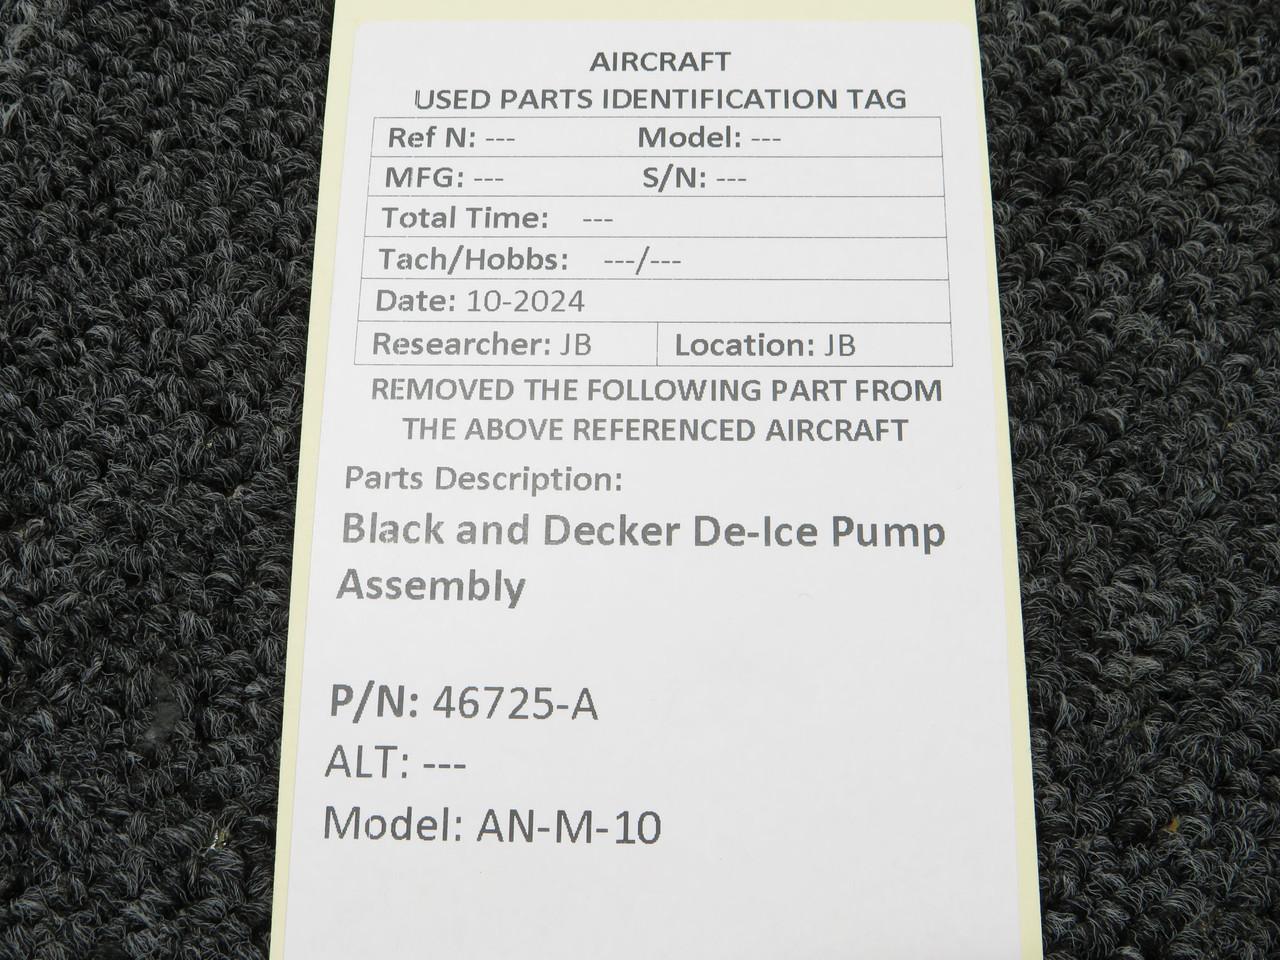 AIRCRAFT
USED PARTS IDENTIFICATION TAG
Ref N: --- Model: ---
MFG: --- S/N: ---
Total Time: ---
Tach/Hobbs: ---/---
Date: 10-2024
Researcher: JB Location: JB
REMOVED THE FOLLOWING PART FROM
THE ABOVE REFERENCED AIRCRAFT
Parts Description:
Black and Decker De-Ice Pump
Assembly
P/N: 46725-A
ALT: ---
Model: AN-M-10